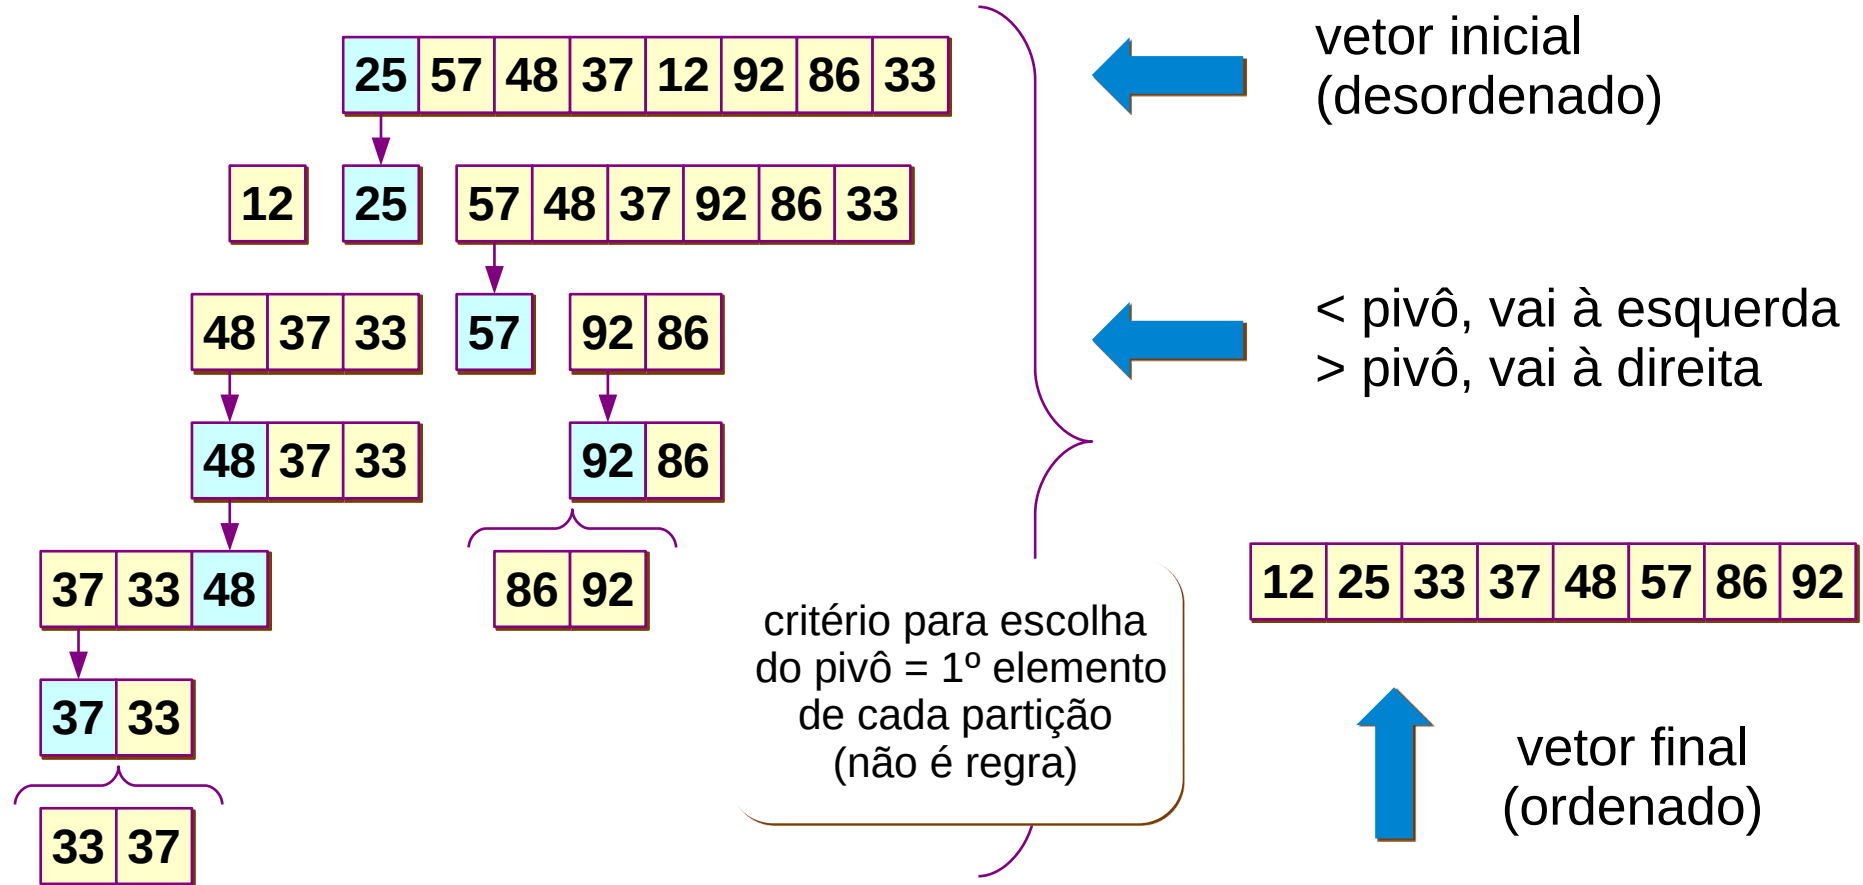 25 57 48 37 12 92 86 33
vetor inicial
(desordenado)
12 25 57 48 37 92 86 33
48 37 33 57 92 86
< pivô, vai à esquerda
> pivô, vai à direita
48 37 33 92 86
37 33 48 86 92
12 25 33 37 48 57 86 92
critério para escolha
do pivô = 1º elemento
de cada partição
(não é regra)
37 33
vetor final
(ordenado)
33 37